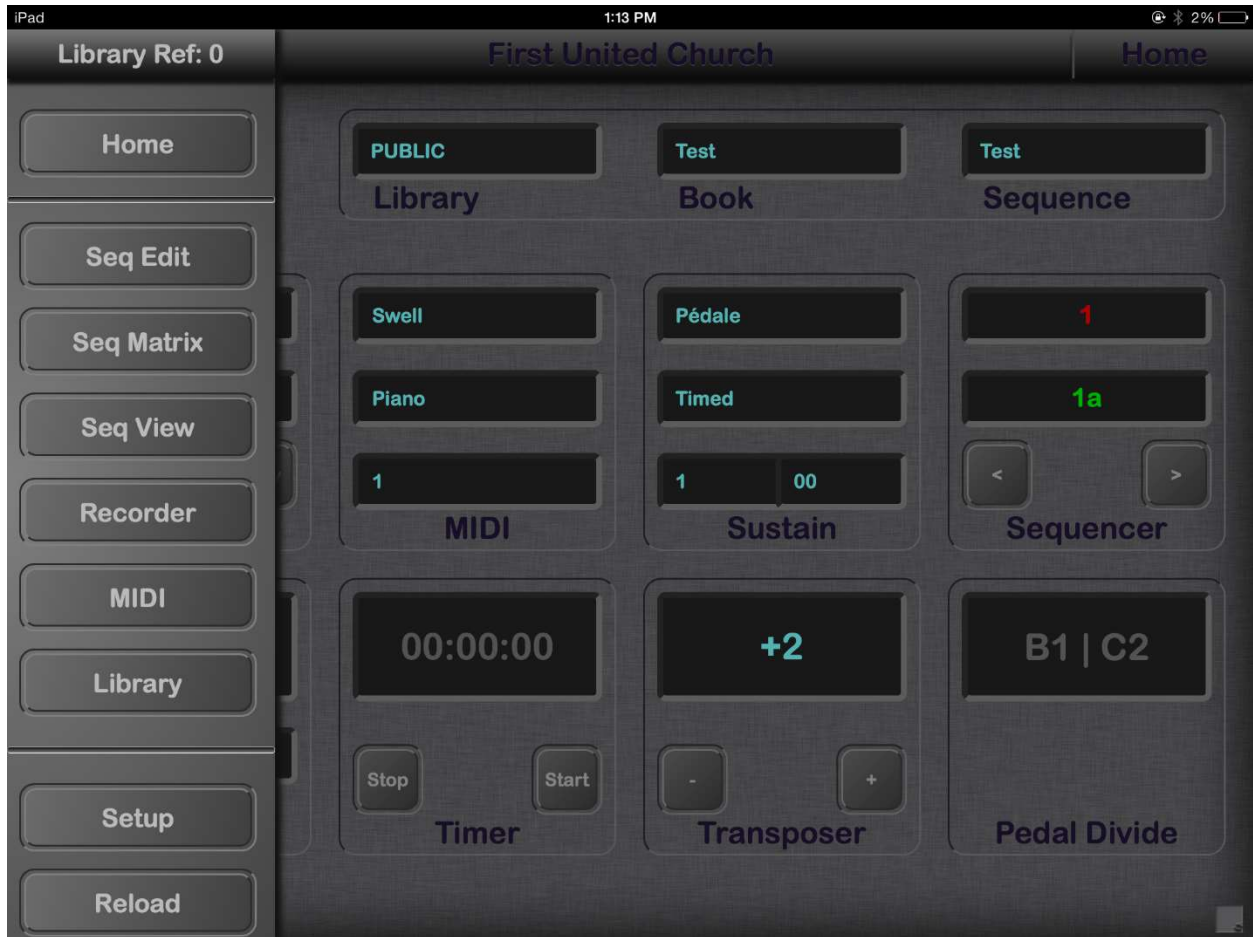 iPad 1:13 PM 2%
Library Ref: 0 First United Church Home
Home
Seq Edit
Seq Matrix
Seq View
Recorder
MIDI
Library
Setup
Reload
PUBLIC Test Test
Library Book Sequence
Swell
Piano
1
MIDI
Pédale
Timed
1 00
Sustain
1
1a
< >
Sequencer
00:00:00
Stop Start
Timer
+2
- +
Transposer
B1 | C2
Pedal Divide
S